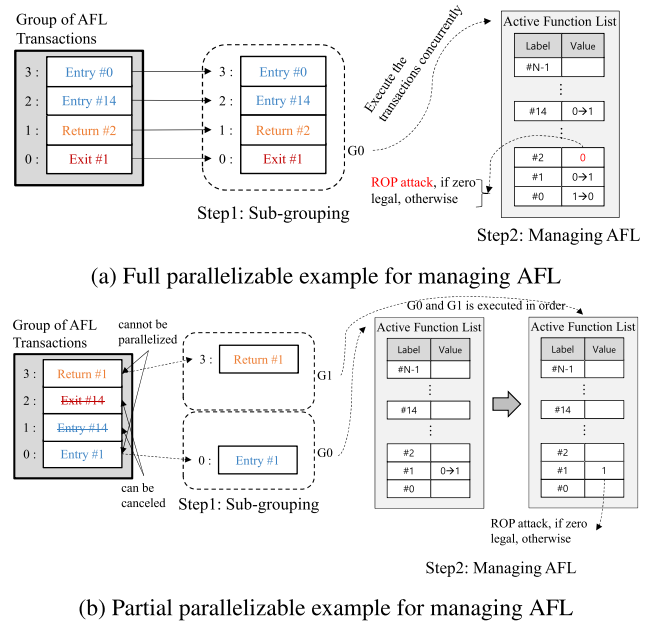 Group of AFL
Transactions
3 : Entry #0
2 : Entry #14
1 : Return #2
0 : Exit #1
3 : Entry #0
2 : Entry #14
1 : Return #2
0 : Exit #1
G0
Step1: Sub-grouping
Execute the
transactions concurrently
Active Function List
Label Value
#N-1
⋮
#14 0→1
⋮
#2 0
#1 0→1
#0 1→0
ROP attack, if zero
legal, otherwise
Step2: Managing AFL
(a) Full parallelizable example for managing AFL
Group of AFL
Transactions
cannot be
parallelized
3 : Return #1
2 : Exit #14
1 : Entry #14
0 : Entry #1
can be
canceled
3 : Return #1
G1
0 : Entry #1
G0
Step1: Sub-grouping
G0 and G1 is executed in order
Active Function List
Label Value
#N-1
⋮
#14
⋮
#2
#1 0→1
#0
Active Function List
Label Value
#N-1
⋮
#14
⋮
#2
#1 1
#0
ROP attack, if zero
legal, otherwise
Step2: Managing AFL
(b) Partial parallelizable example for managing AFL